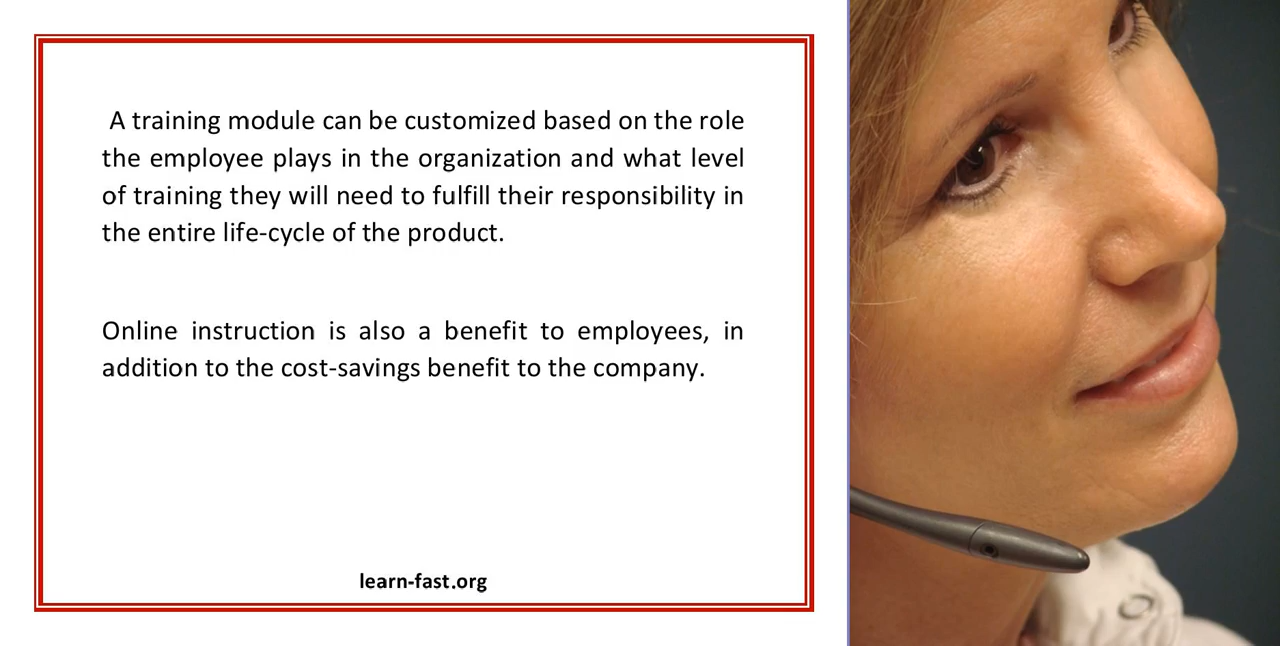 A training module can be customized based on the role
the employee plays in the organization and what level
of training they will need to fulfill their responsibility in
the entire life-cycle of the product.
Online instruction is also a benefit to employees, in
addition to the cost-savings benefit to the company.
learn-fast.org